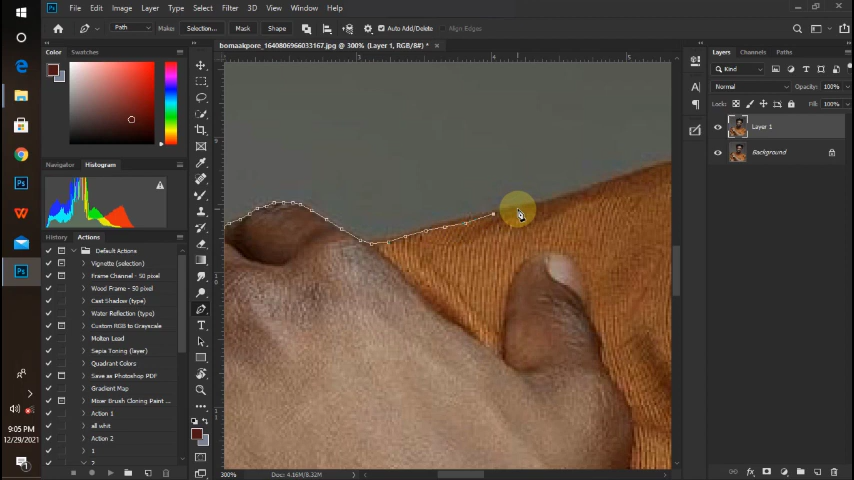 File Edit Image Layer Type Select Filter 3D View Window Help
Path Make: Selection... Mask Shape Auto Add/Delete Align Edges
bomaakpore_1640806966033167.jpg @ 300% (Layer 1, RGB/8#) * ×
Color Swatches
Navigator Histogram
History Actions
Default Actions
Vignette (selection)
Frame Channel - 50 pixel
Wood Frame - 50 pixel
Cast Shadow (type)
Water Reflection (type)
Custom RGB to Grayscale
Molten Lead
Sepia Toning (layer)
Quadrant Colors
Save as Photoshop PDF
Gradient Map
Mixer Brush Cloning Paint ...
Action 1
all whit
Action 2
1
2
3 4 5
Layers Channels Paths
Kind
Normal Opacity: 100%
Lock: Fill: 100%
Layer 1
Background
9:05 PM
12/29/2021
300% Doc: 4.16M/8.32M